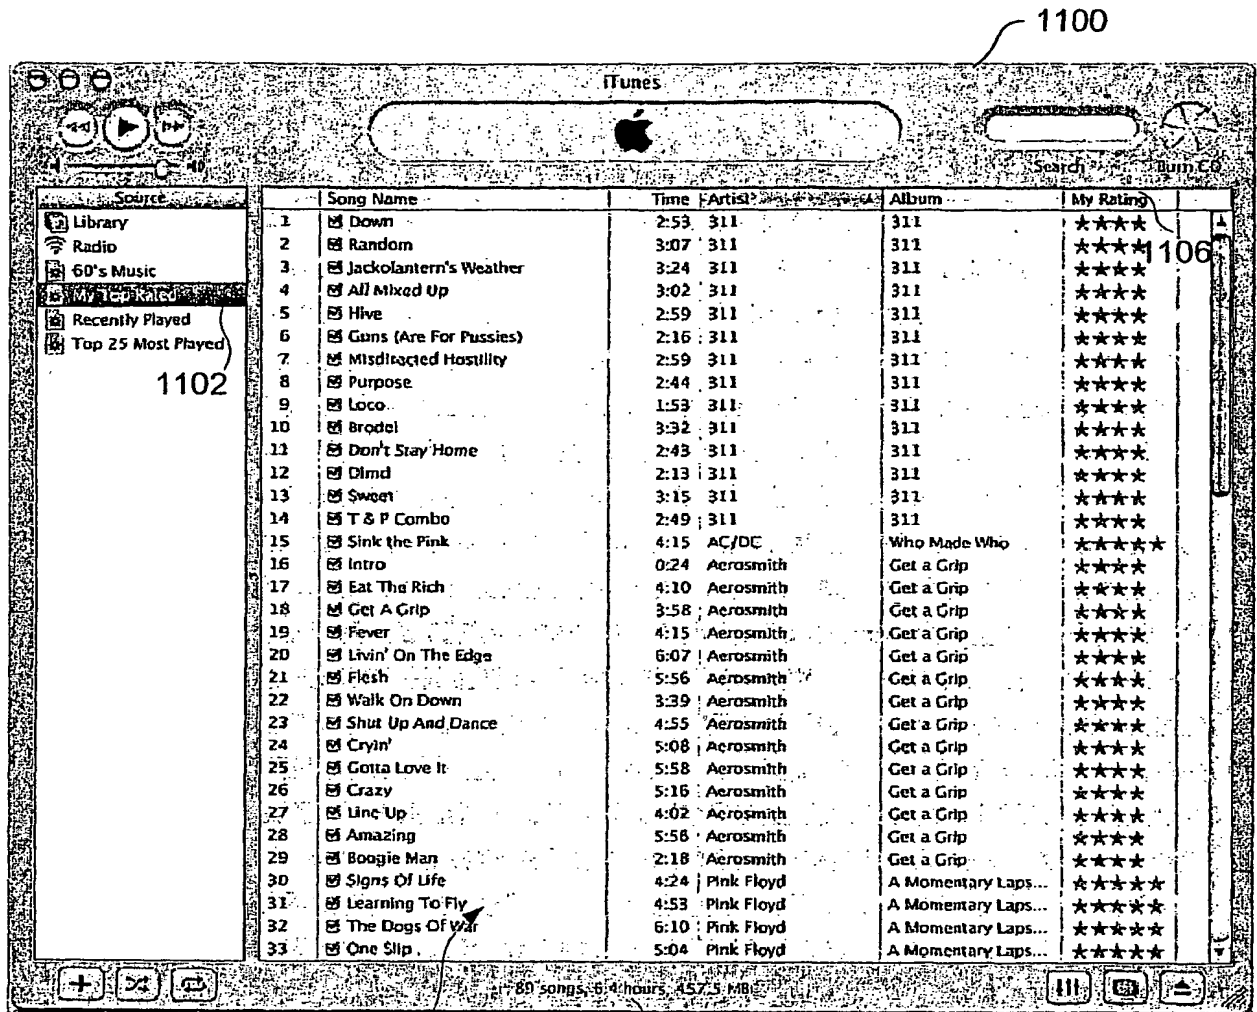 1100
iTunes
Search
Burn CD
Source
Library
Radio
60's Music
My Top Rated
Recently Played
Top 25 Most Played
1102
Song Name Time Artist Album My Rating
1106
1 Down 2:53 311 311 ★★★★
2 Random 3:07 311 311 ★★★★
3 Jackolantern's Weather 3:24 311 311 ★★★★
4 All Mixed Up 3:02 311 311 ★★★★
5 Hive 2:59 311 311 ★★★★
6 Guns (Are For Pussies) 2:16 311 311 ★★★★
7 Misdiracted Hostility 2:59 311 311 ★★★★
8 Purpose 2:44 311 311 ★★★★
9 Loco 1:53 311 311 ★★★★
10 Brodel 3:32 311 311 ★★★★
11 Don't Stay Home 2:43 311 311 ★★★★
12 Dlmd 2:13 311 311 ★★★★
13 Sweet 3:15 311 311 ★★★★
14 T & P Combo 2:49 311 311 ★★★★
15 Sink the Pink 4:15 AC/DC Who Made Who ★★★★★
16 Intro 0:24 Aerosmith Get a Grip ★★★★
17 Eat The Rich 4:10 Aerosmith Get a Grip ★★★★
18 Get A Grip 3:58 Aerosmith Get a Grip ★★★★
19 Fever 4:15 Aerosmith Get a Grip ★★★★
20 Livin' On The Edge 6:07 Aerosmith Get a Grip ★★★★
21 Flesh 5:56 Aerosmith Get a Grip ★★★★
22 Walk On Down 3:39 Aerosmith Get a Grip ★★★★
23 Shut Up And Dance 4:55 Aerosmith Get a Grip ★★★★
24 Cryin' 5:08 Aerosmith Get a Grip ★★★★
25 Gotta Love It 5:58 Aerosmith Get a Grip ★★★★
26 Crazy 5:16 Aerosmith Get a Grip ★★★★
27 Line Up 4:02 Aerosmith Get a Grip ★★★★
28 Amazing 5:56 Aerosmith Get a Grip ★★★★
29 Boogie Man 2:18 Aerosmith Get a Grip ★★★★
30 Signs Of Life 4:24 Pink Floyd A Momentary Laps... ★★★★★
31 Learning To Fly 4:53 Pink Floyd A Momentary Laps... ★★★★★
32 The Dogs Of War 6:10 Pink Floyd A Momentary Laps... ★★★★★
33 One Slip 5:04 Pink Floyd A Momentary Laps... ★★★★★
89 songs, 6.4 hours, 457.5 MB